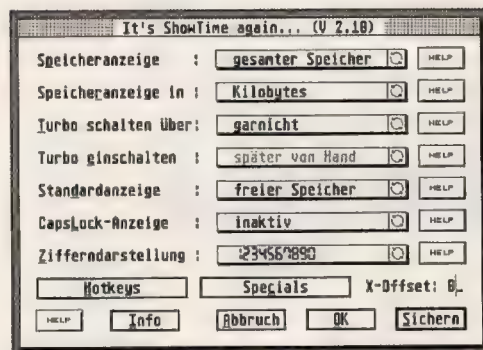 It's ShowTime again... (V 2.10)
Speicheranzeige : gesamter Speicher HELP
Speicheranzeige in : Kilobytes HELP
Turbo schalten über: garnicht HELP
Turbo einschalten : später von Hand HELP
Standardanzeige : freier Speicher HELP
CapsLock-Anzeige : inaktiv HELP
Zifferndarstellung : 1234567890 HELP
Hotkeys Specials X-Offset: 8_
HELP Info Abbruch OK Sichern